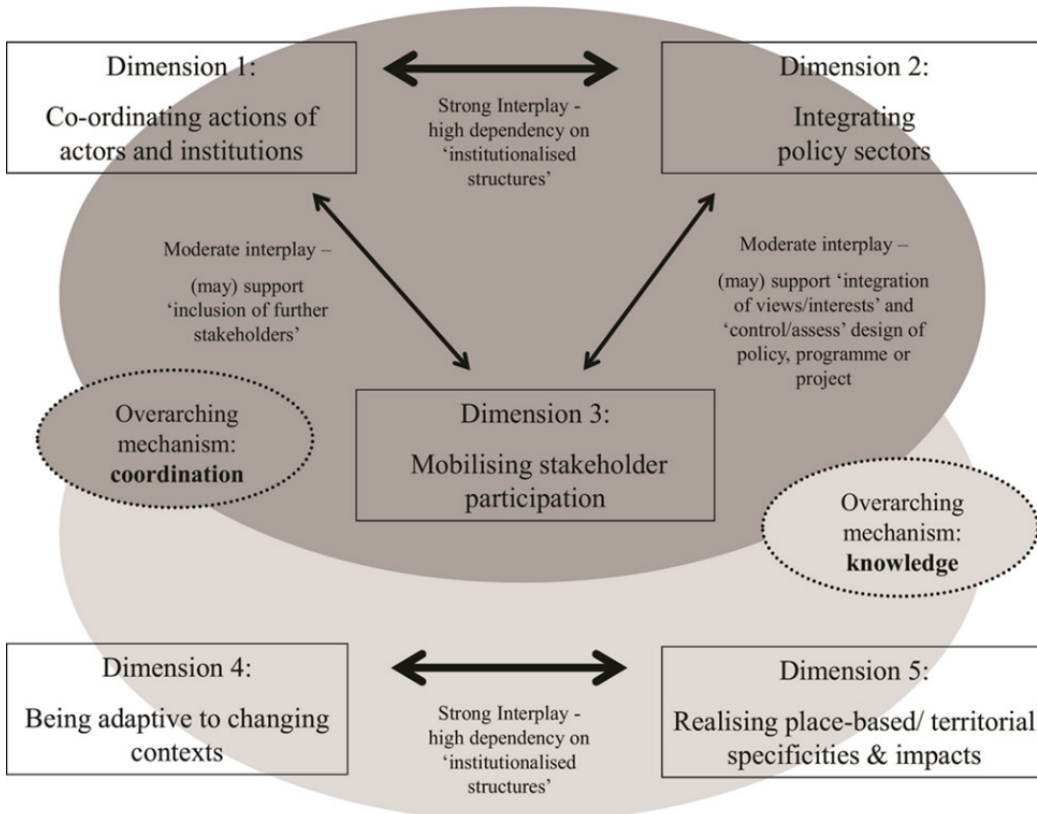 Dimension 1:
Co-ordinating actions of
actors and institutions
Strong Interplay -
high dependency on
‘institutionalised
structures’
Dimension 2:
Integrating
policy sectors
Moderate interplay –
(may) support
‘inclusion of further
stakeholders’
Moderate interplay –
(may) support ‘integration
of views/interests’ and
‘control/assess’ design of
policy, programme or
project
Overarching
mechanism:
coordination
Dimension 3:
Mobilising stakeholder
participation
Overarching
mechanism:
knowledge
Dimension 4:
Being adaptive to changing
contexts
Strong Interplay -
high dependency on
‘institutionalised
structures’
Dimension 5:
Realising place-based/ territorial
specificities & impacts